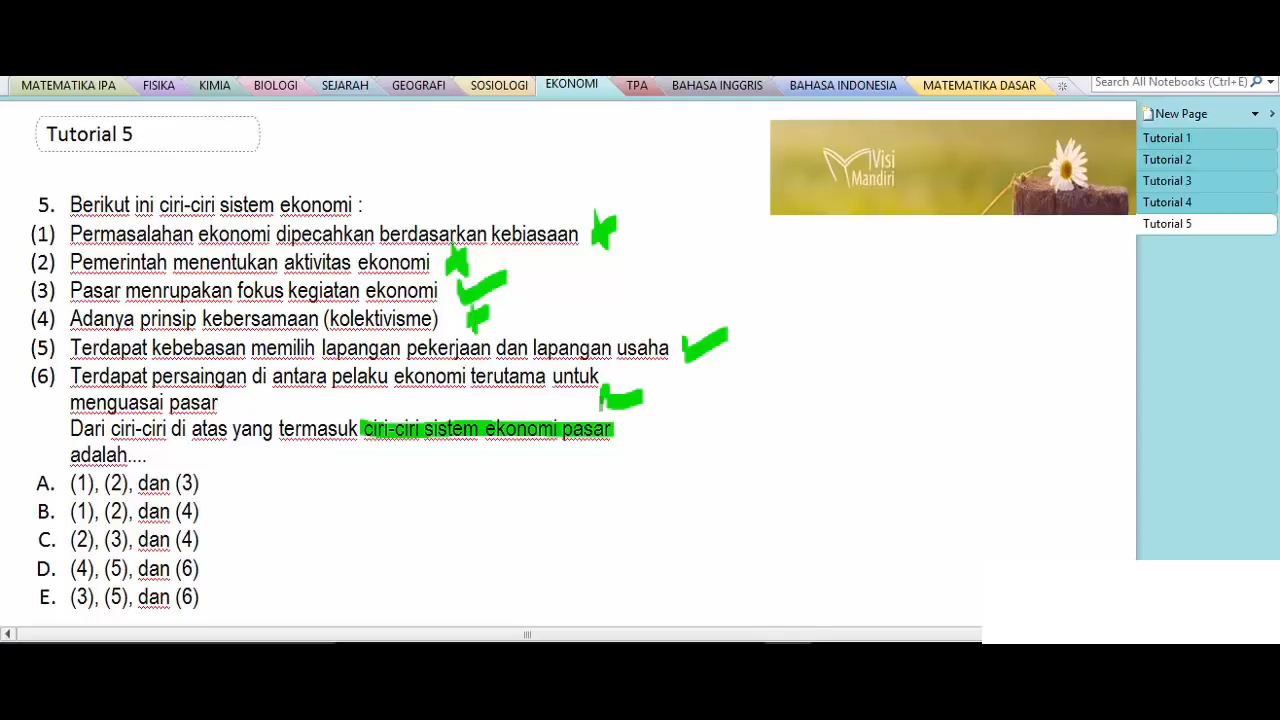 MATEMATIKA IPA FISIKA KIMIA BIOLOGI SEJARAH GEOGRAFI SOSIOLOGI EKONOMI TPA BAHASA INGGRIS BAHASA INDONESIA MATEMATIKA DASAR Search All Notebooks (Ctrl+E)
New Page
Tutorial 1
Tutorial 2
Tutorial 3
Tutorial 4
Tutorial 5
Tutorial 5
Visi
Mandiri
5. Berikut ini ciri-ciri sistem ekonomi :
(1) Permasalahan ekonomi dipecahkan berdasarkan kebiasaan
(2) Pemerintah menentukan aktivitas ekonomi
(3) Pasar menrupakan fokus kegiatan ekonomi
(4) Adanya prinsip kebersamaan (kolektivisme)
(5) Terdapat kebebasan memilih lapangan pekerjaan dan lapangan usaha
(6) Terdapat persaingan di antara pelaku ekonomi terutama untuk
menguasai pasar
Dari ciri-ciri di atas yang termasuk ciri-ciri sistem ekonomi pasar
adalah....
A. (1), (2), dan (3)
B. (1), (2), dan (4)
C. (2), (3), dan (4)
D. (4), (5), dan (6)
E. (3), (5), dan (6)